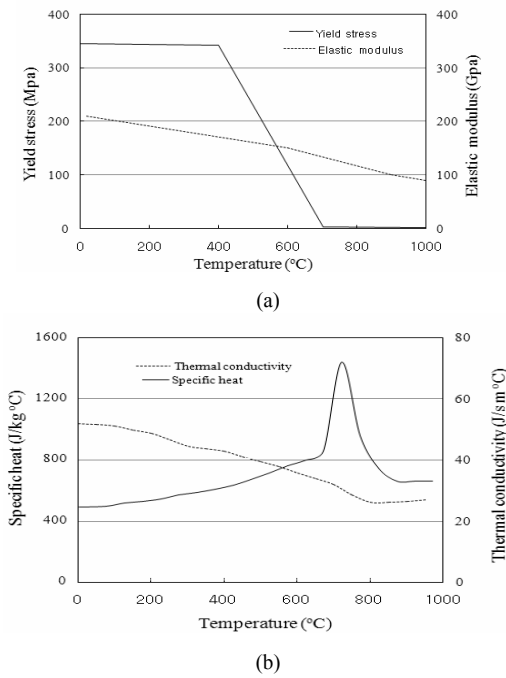 400
300
200
100
0
Yield stress (Mpa)
Yield stress
Elastic modulus
400
300
200
100
0
Elastic modulus (Gpa)
0 200 400 600 800 1000
Temperature (°C)
(a)
1600
1200
800
400
0
Specific heat (J/kg °C)
Thermal conductivity
Specific heat
80
60
40
20
0
Thermal conductivity (J/s m °C)
0 200 400 600 800 1000
Temperature (°C)
(b)